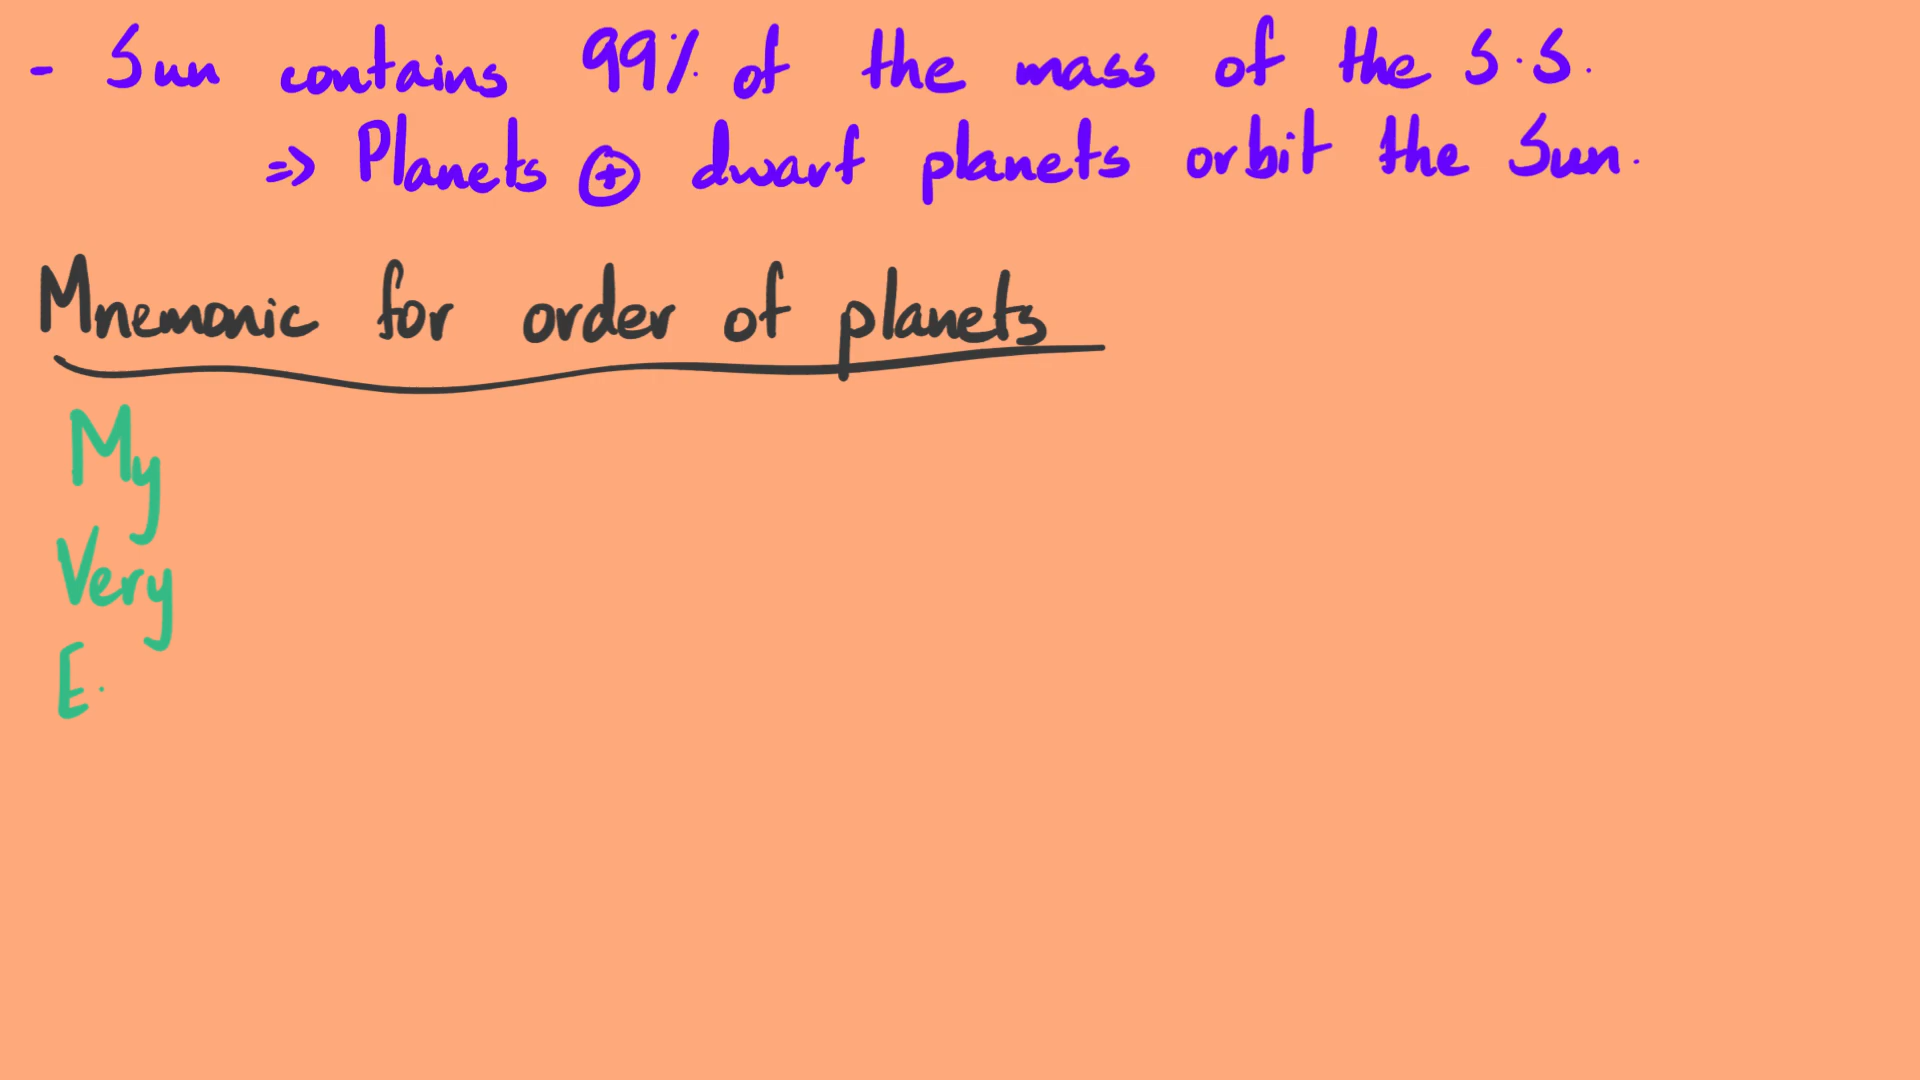 - Sun contains 99% of the mass of the S.S.
=> Planets ⊕ dwarf planets orbit the Sun.
Mnemonic for order of planets
My
Very
E.